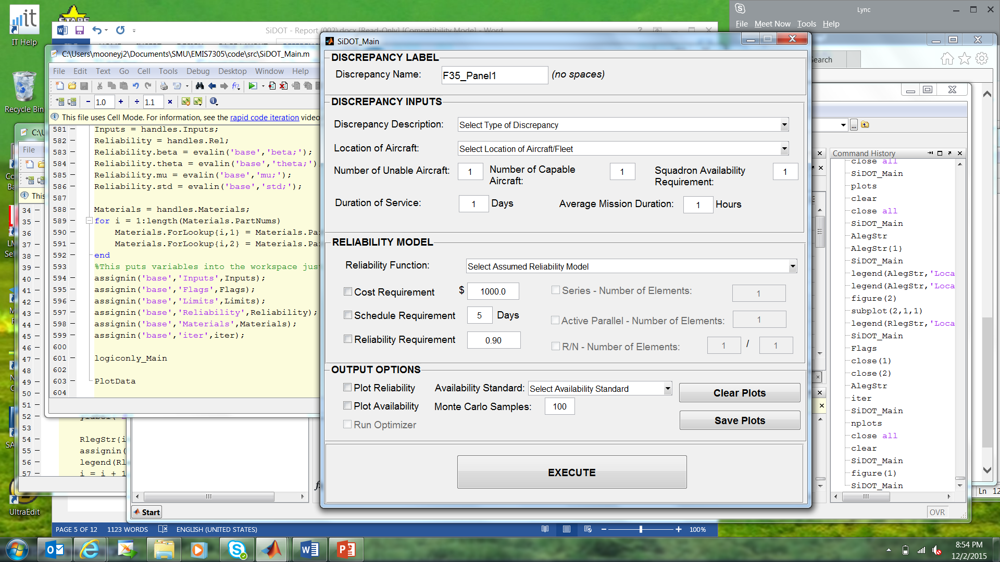 IT Help
Recycle Bin
UltraEdit
SiDOT - Report (002).docx [Read-Only] [Compatibility Mode] - Word
Lync
File Meet Now Tools Help
C:\Users\mooneyj2\Documents\SMU\EMIS7305\code\src\SiDOT_Main.m
File Edit Text Go Cell Tools Debug Desktop Window Help
1.0
1.1
This file uses Cell Mode. For information, see the rapid code iteration video
581 Inputs = handles.Inputs;
582 Reliability = handles.Rel;
583 Reliability.beta = evalin('base','beta;');
584 Reliability.theta = evalin('base','theta;')
585 Reliability.mu = evalin('base','mu;');
586 Reliability.std = evalin('base','std;');
587
588 Materials = handles.Materials;
589 for i = 1:length(Materials.PartNums)
590 Materials.ForLookup{i,1} = Materials.Pa
591 Materials.ForLookup{i,2} = Materials.Pa
592 end
593 %This puts variables into the workspace jus
594 assignin('base','Inputs',Inputs);
595 assignin('base','Flags',Flags);
596 assignin('base','Limits',Limits);
597 assignin('base','Reliability',Reliability);
598 assignin('base','Materials',Materials);
599 assignin('base','iter',iter);
600
601 logiconly_Main
602
603 PlotData
604
File
This
34
35
36
37
38
39
40
41
42
43
44
45
46
47
48
49
50
51
52
53
54 RlegStr{i
55 assignin(
56 legend(Rl
57 i = i + 1
SiDOT_Main
DISCREPANCY LABEL
Discrepancy Name: F35_Panel1 (no spaces)
DISCREPANCY INPUTS
Discrepancy Description: Select Type of Discrepancy
Location of Aircraft: Select Location of Aircraft/Fleet
Number of Unable Aircraft: 1 Number of Capable Aircraft: 1 Squadron Availability Requirement: 1
Duration of Service: 1 Days Average Mission Duration: 1 Hours
RELIABILITY MODEL
Reliability Function: Select Assumed Reliability Model
Cost Requirement $ 1000.0 Series - Number of Elements: 1
Schedule Requirement 5 Days Active Parallel - Number of Elements: 1
Reliability Requirement 0.90 R/N - Number of Elements: 1 / 1
OUTPUT OPTIONS
Plot Reliability Availability Standard: Select Availability Standard Clear Plots
Plot Availability Monte Carlo Samples: 100 Save Plots
Run Optimizer
EXECUTE
Search
Command History
close all
SiDOT_Main
plots
clear
close all
SiDOT_Main
AlegStr
AlegStr{1}
SiDOT_Main
legend(AlegStr,'Loca
legend(AlegStr,'Loca
figure(2)
subplot(2,1,1)
legend(RlegStr,'Loca
SiDOT_Main
Flags
close(1)
close(2)
AlegStr
iter
SiDOT_Main
nplots
close all
clear
SiDOT_Main
figure(1)
SiDOT_Main
Ln 12
OVR
Start
PAGE 5 OF 12 1123 WORDS ENGLISH (UNITED STATES) 100%
8:54 PM
12/2/2015